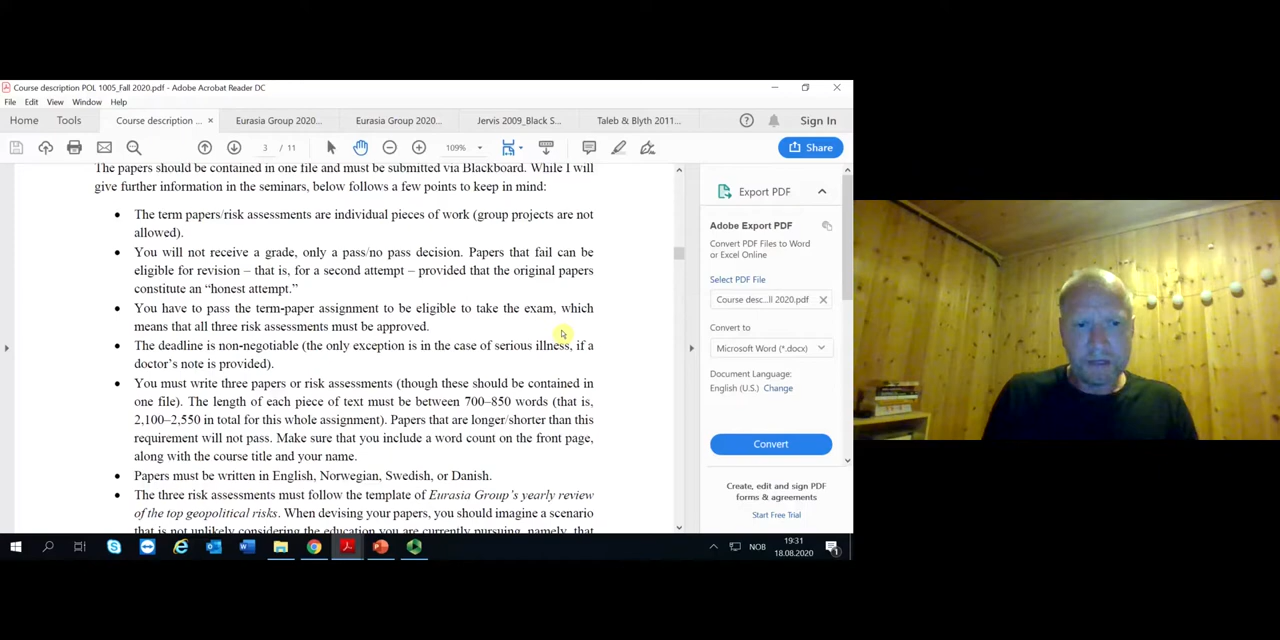 Course description POL 1005_Fall 2020.pdf - Adobe Acrobat Reader DC
File Edit View Window Help
Home Tools Course description ... × Eurasia Group 2020... Eurasia Group 2020... Jervis 2009_Black S... Taleb & Blyth 2011... Sign In
3 / 11 109% Share
The papers should be contained in one file and must be submitted via Blackboard. While I will
give further information in the seminars, below follows a few points to keep in mind:
• The term papers/risk assessments are individual pieces of work (group projects are not
allowed).
• You will not receive a grade, only a pass/no pass decision. Papers that fail can be
eligible for revision – that is, for a second attempt – provided that the original papers
constitute an “honest attempt.”
• You have to pass the term-paper assignment to be eligible to take the exam, which
means that all three risk assessments must be approved.
• The deadline is non-negotiable (the only exception is in the case of serious illness, if a
doctor’s note is provided).
• You must write three papers or risk assessments (though these should be contained in
one file). The length of each piece of text must be between 700–850 words (that is,
2,100–2,550 in total for this whole assignment). Papers that are longer/shorter than this
requirement will not pass. Make sure that you include a word count on the front page,
along with the course title and your name.
• Papers must be written in English, Norwegian, Swedish, or Danish.
• The three risk assessments must follow the template of Eurasia Group’s yearly review
of the top geopolitical risks. When devising your papers, you should imagine a scenario
that is not unlikely considering the education you are currently pursuing, namely, that
Export PDF
Adobe Export PDF
Convert PDF Files to Word
or Excel Online
Select PDF File
Course desc...ll 2020.pdf ×
Convert to
Microsoft Word (*.docx)
Document Language:
English (U.S.) Change
Convert
Create, edit and sign PDF
forms & agreements
Start Free Trial
NOB
19:31
18.08.2020